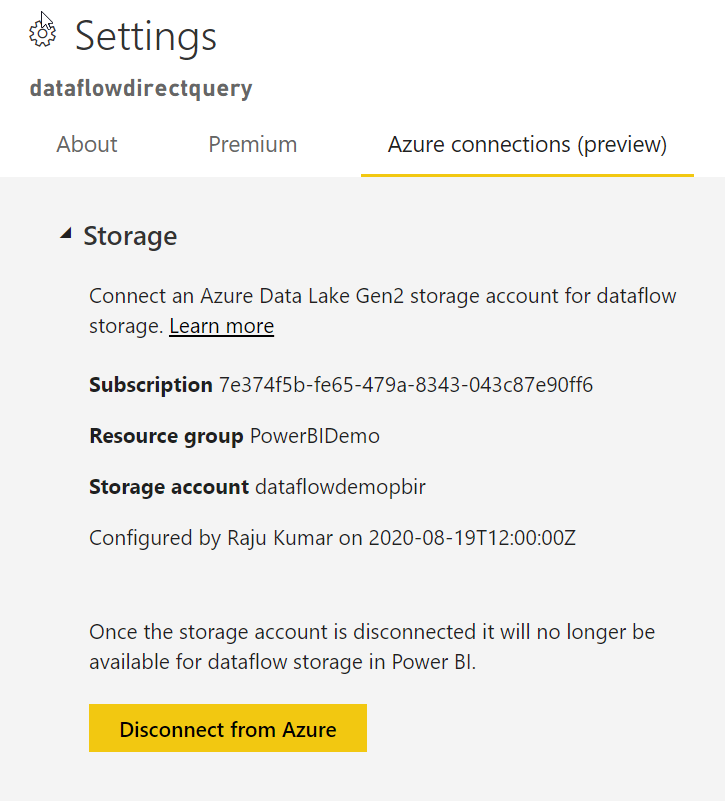 Settings
dataflowdirectquery
About Premium Azure connections (preview)
Storage
Connect an Azure Data Lake Gen2 storage account for dataflow
storage. Learn more
Subscription 7e374f5b-fe65-479a-8343-043c87e90ff6
Resource group PowerBIDemo
Storage account dataflowdemopbir
Configured by Raju Kumar on 2020-08-19T12:00:00Z
Once the storage account is disconnected it will no longer be
available for dataflow storage in Power BI.
Disconnect from Azure